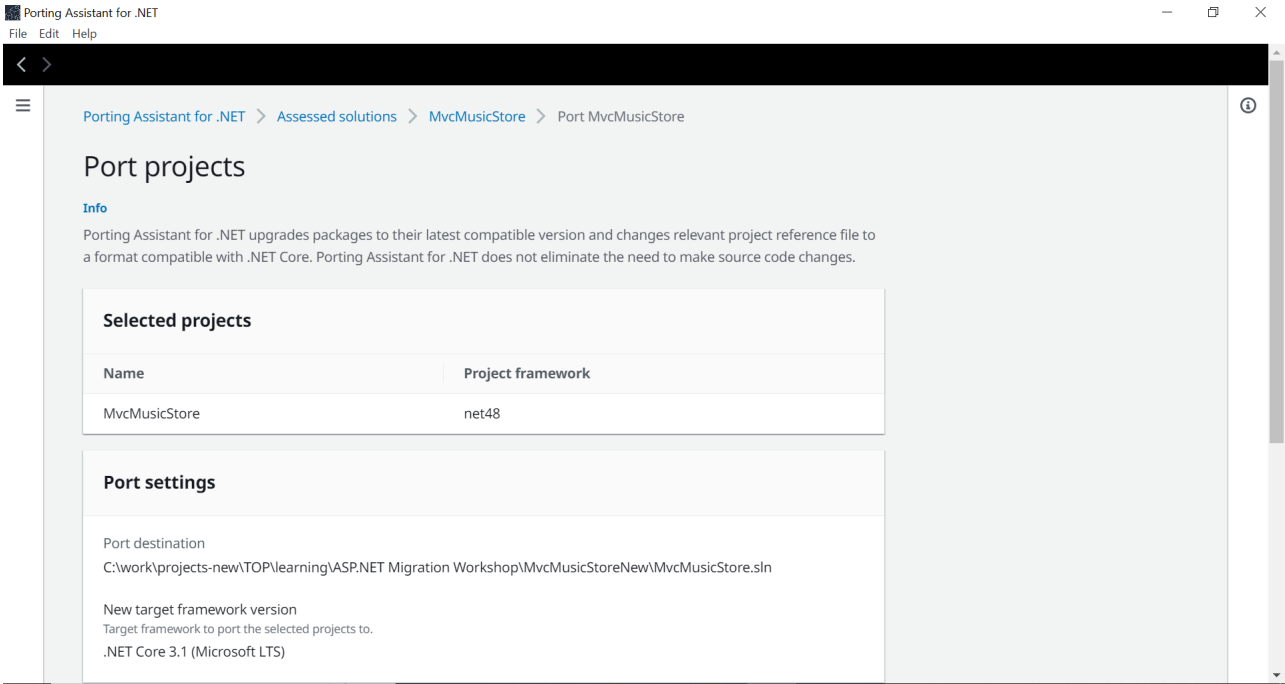 Porting Assistant for .NET
File Edit Help
Porting Assistant for .NET > Assessed solutions > MvcMusicStore > Port MvcMusicStore
Port projects
Info
Porting Assistant for .NET upgrades packages to their latest compatible version and changes relevant project reference file to
a format compatible with .NET Core. Porting Assistant for .NET does not eliminate the need to make source code changes.
Selected projects
Name Project framework
MvcMusicStore net48
Port settings
Port destination
C:\work\projects-new\TOP\learning\ASP.NET Migration Workshop\MvcMusicStoreNew\MvcMusicStore.sln
New target framework version
Target framework to port the selected projects to.
.NET Core 3.1 (Microsoft LTS)